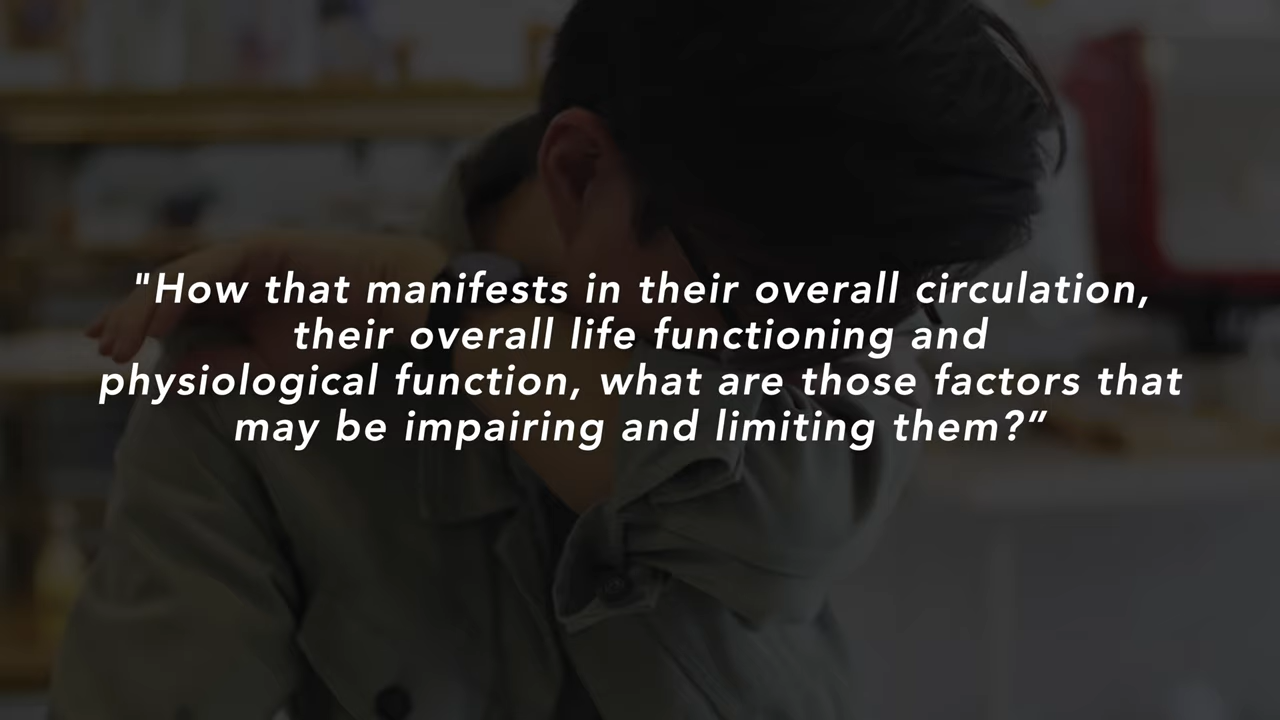 "How that manifests in their overall circulation,
their overall life functioning and
physiological function, what are those factors that
may be impairing and limiting them?”